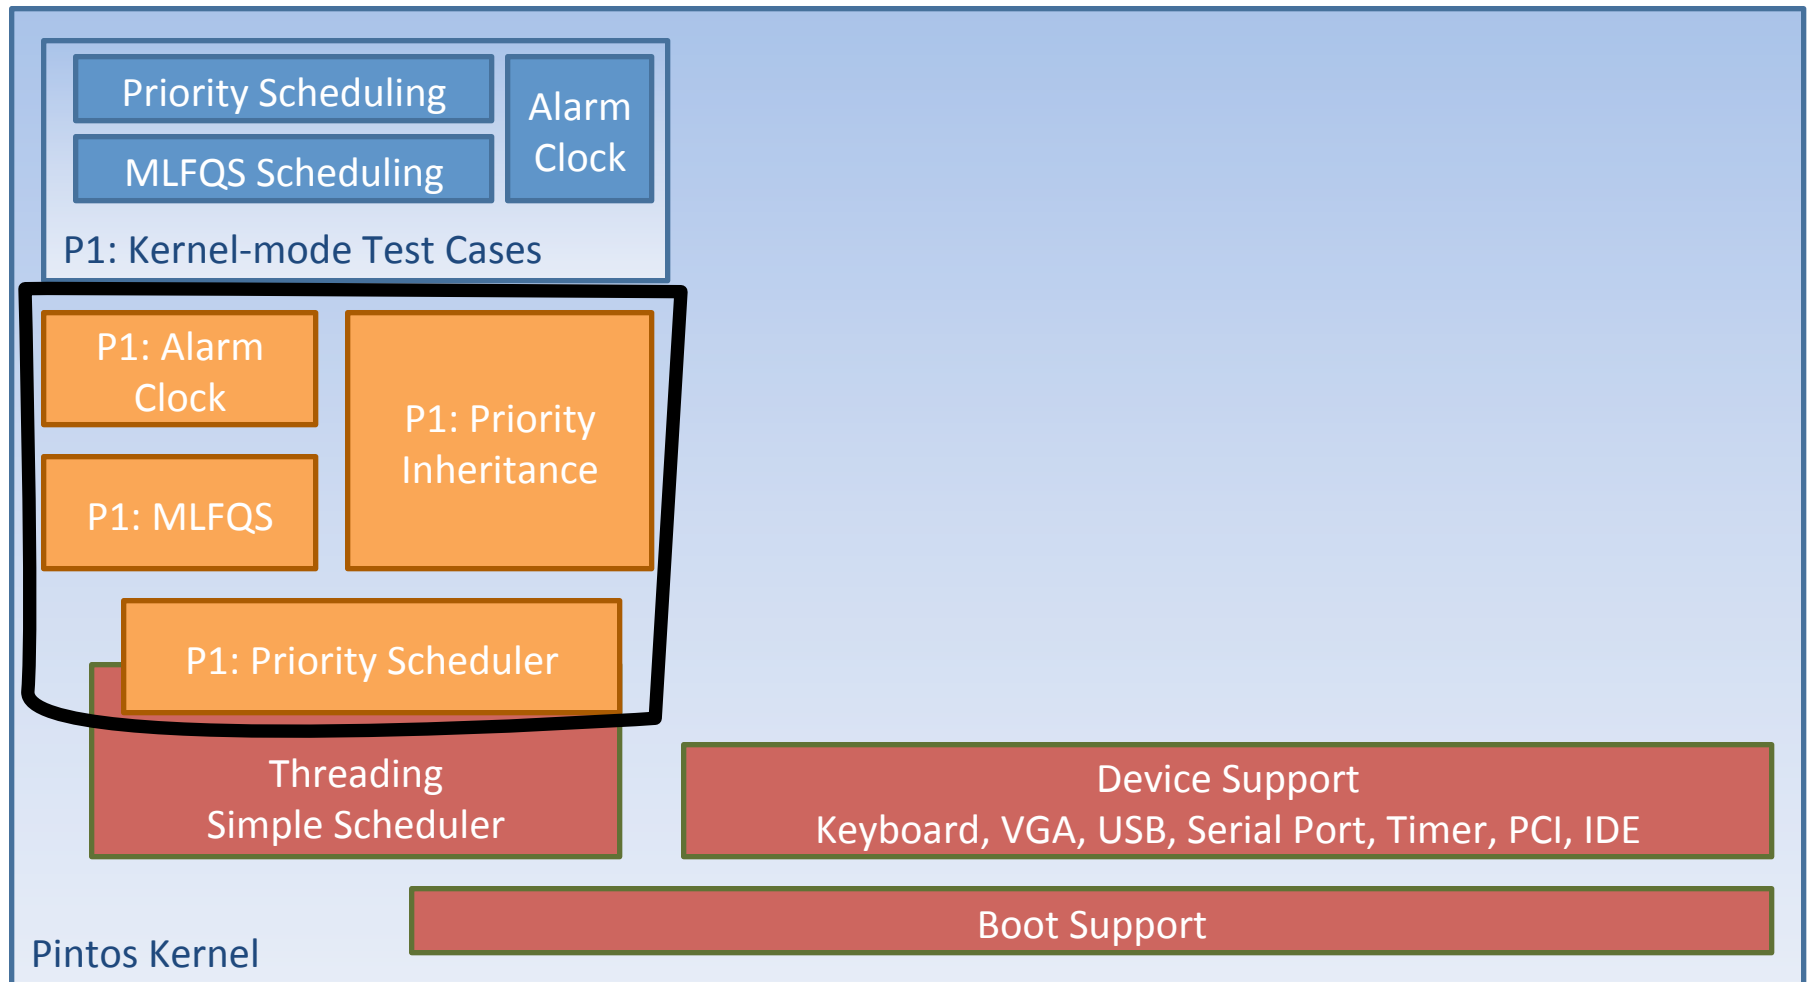 Priority Scheduling
Alarm
Clock
MLFQS Scheduling
P1: Kernel-mode Test Cases
P1: Alarm
Clock
P1: Priority
Inheritance
P1: MLFQS
P1: Priority Scheduler
Threading
Simple Scheduler
Device Support
Keyboard, VGA, USB, Serial Port, Timer, PCI, IDE
Boot Support
Pintos Kernel